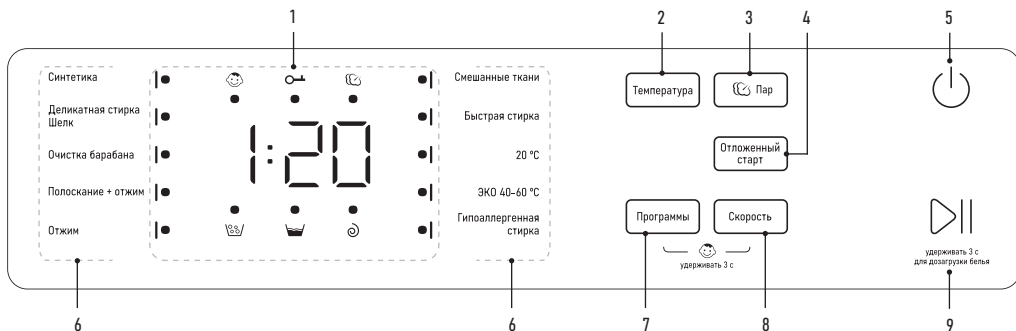 1
2
3
4
5
Синтетика
Деликатная стирка
Шелк
Очистка барабана
Полоскание + отжим
Отжим
1:20
Смешанные ткани
Быстрая стирка
20 °C
ЭКО 40–60 °C
Гипоаллергенная
стирка
Температура
Пар
Отложенный
старт
Программы
Скорость
удерживать 3 с
удерживать 3 с
для дозагрузки белья
6
6
7
8
9